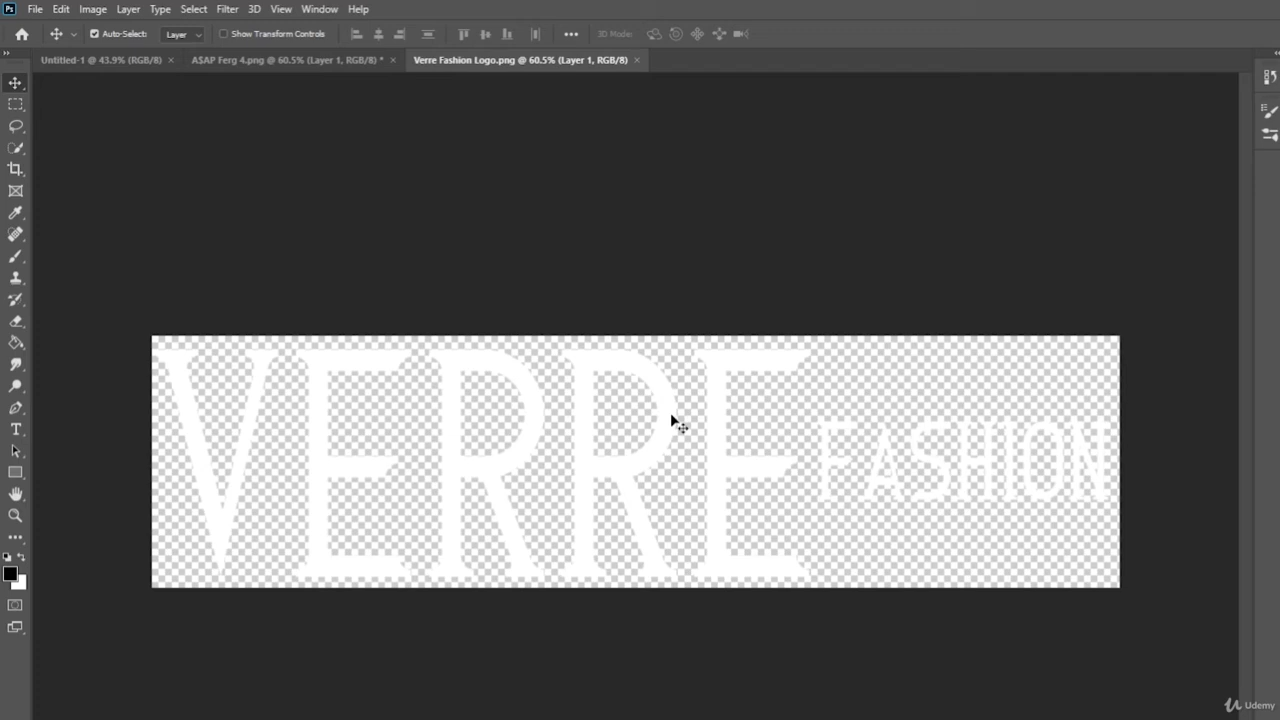 Ps File Edit Image Layer Type Select Filter 3D View Window Help
Auto-Select: Layer Show Transform Controls 3D Mode:
Untitled-1 @ 43.9% (RGB/8) × A$AP Ferg 4.png @ 60.5% (Layer 1, RGB/8) * × Verre Fashion Logo.png @ 60.5% (Layer 1, RGB/8) ×
VERRE FASHION
Udemy